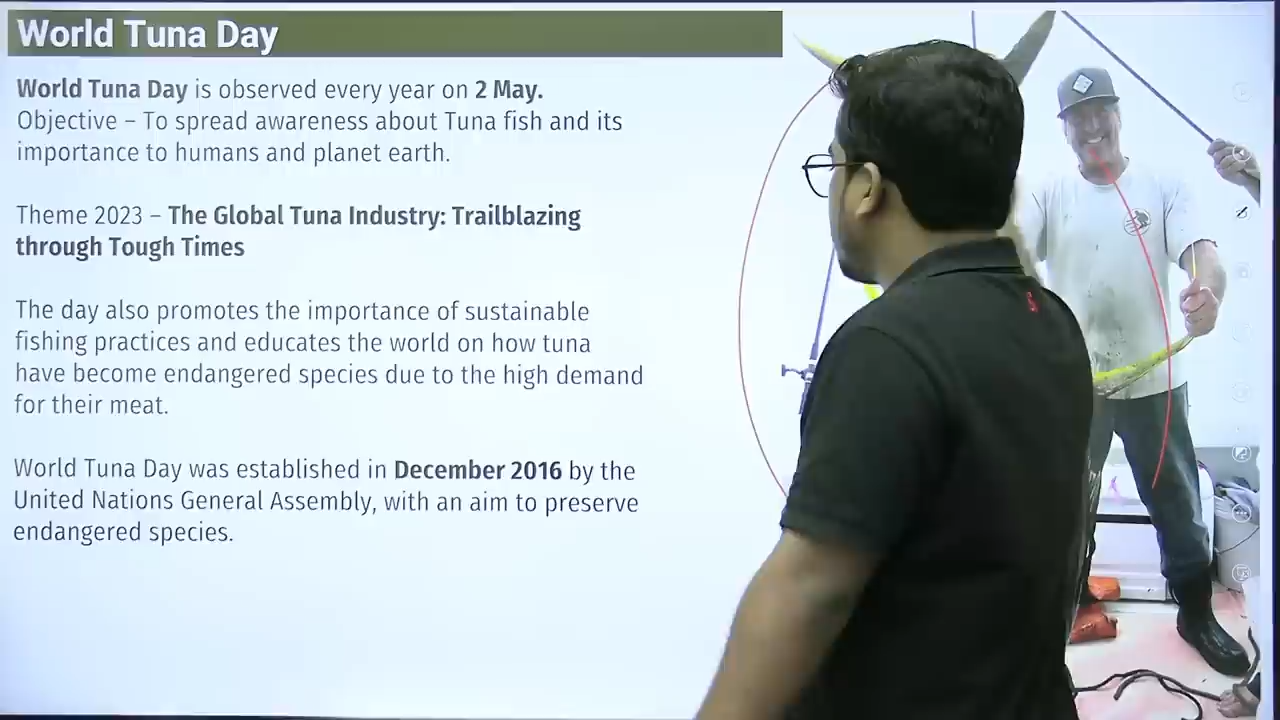 World Tuna Day
World Tuna Day is observed every year on 2 May.
Objective – To spread awareness about Tuna fish and its
importance to humans and planet earth.
Theme 2023 – The Global Tuna Industry: Trailblazing
through Tough Times
The day also promotes the importance of sustainable
fishing practices and educates the world on how tuna
have become endangered species due to the high demand
for their meat.
World Tuna Day was established in December 2016 by the
United Nations General Assembly, with an aim to preserve
endangered species.